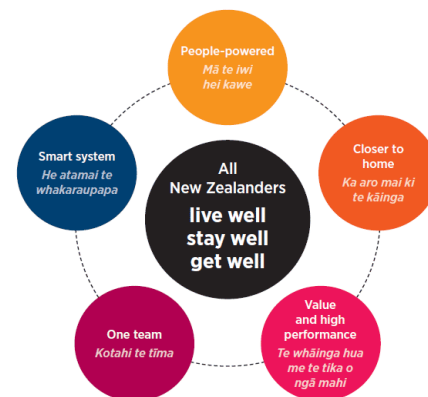 People-powered
Mā te iwi
hei kawe
Closer to
home
Ka aro mai ki
te kāinga
Value
and high
performance
Te whāinga hua
me te tika o
ngā mahi
One team
Kotahi te tīma
Smart system
He atamai te
whakaraupapa
All
New Zealanders
live well
stay well
get well